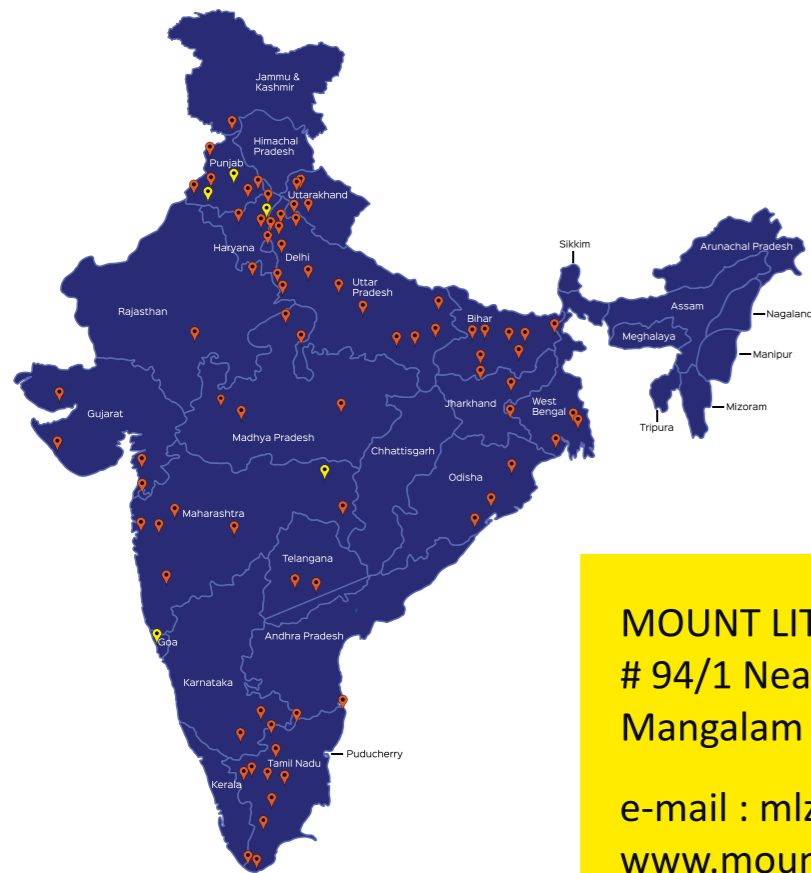 Jammu &
Kashmir
Himachal
Pradesh
Punjab
Uttarakhand
Haryana
Delhi
Uttar
Pradesh
Rajasthan
Bihar
Sikkim
Arunachal Pradesh
Assam
Nagaland
Meghalaya
Manipur
Mizoram
Tripura
Gujarat
Madhya Pradesh
Jharkhand
West
Bengal
Chhattisgarh
Odisha
Maharashtra
Telangana
Goa
Andhra Pradesh
Karnataka
Puducherry
Tamil Nadu
Kerala
MOUNT LIT
# 94/1 Nea
Mangalam
e-mail : mlz
www.moun